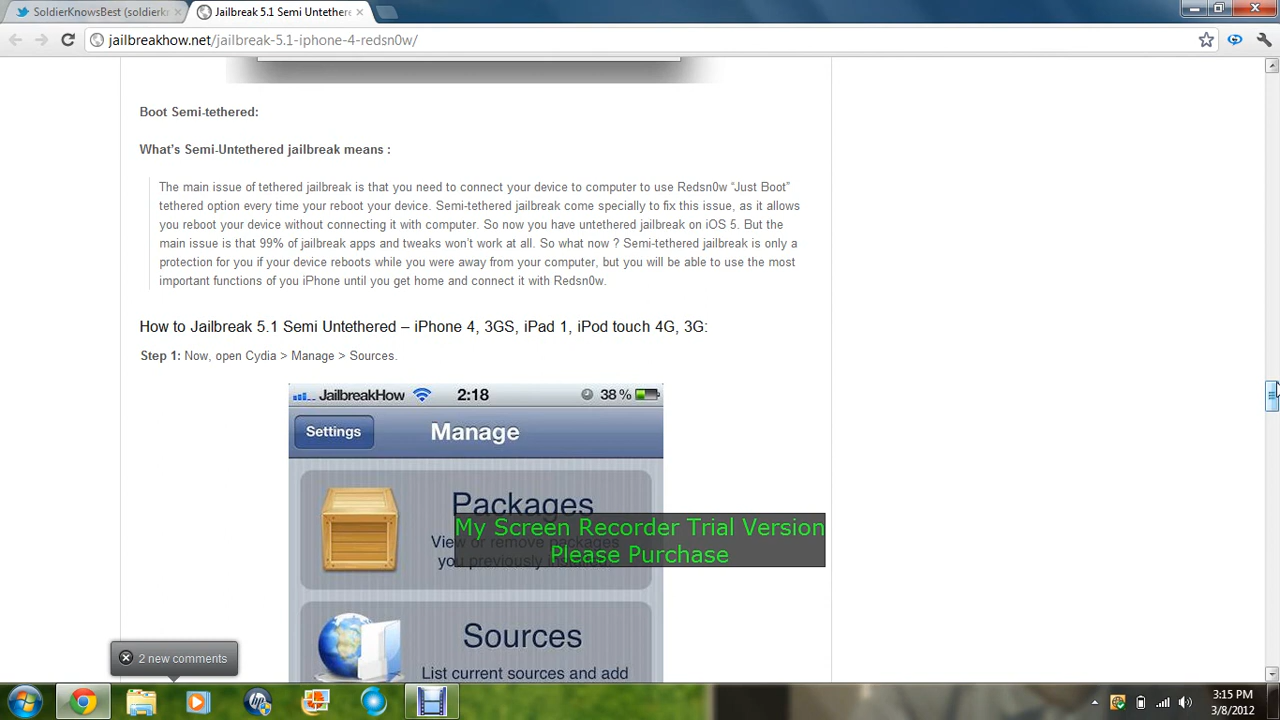 SoldierKnowsBest (soldierk
Jailbreak 5.1 Semi Untethere
jailbreakhow.net/jailbreak-5.1-iphone-4-redsn0w/
Boot Semi-tethered:
What's Semi-Untethered jailbreak means :
The main issue of tethered jailbreak is that you need to connect your device to computer to use Redsn0w “Just Boot”
tethered option every time your reboot your device. Semi-tethered jailbreak come specially to fix this issue, as it allows
you reboot your device without connecting it with computer. So now you have untethered jailbreak on iOS 5. But the
main issue is that 99% of jailbreak apps and tweaks won't work at all. So what now ? Semi-tethered jailbreak is only a
protection for you if your device reboots while you were away from your computer, but you will be able to use the most
important functions of you iPhone until you get home and connect it with Redsn0w.
How to Jailbreak 5.1 Semi Untethered – iPhone 4, 3GS, iPad 1, iPod touch 4G, 3G:
Step 1: Now, open Cydia > Manage > Sources.
JailbreakHow 2:18 38 %
Settings Manage
Packages
View or remove packages
you previously
My Screen Recorder Trial Version
Please Purchase
Sources
List current sources and add
2 new comments
3:15 PM
3/8/2012